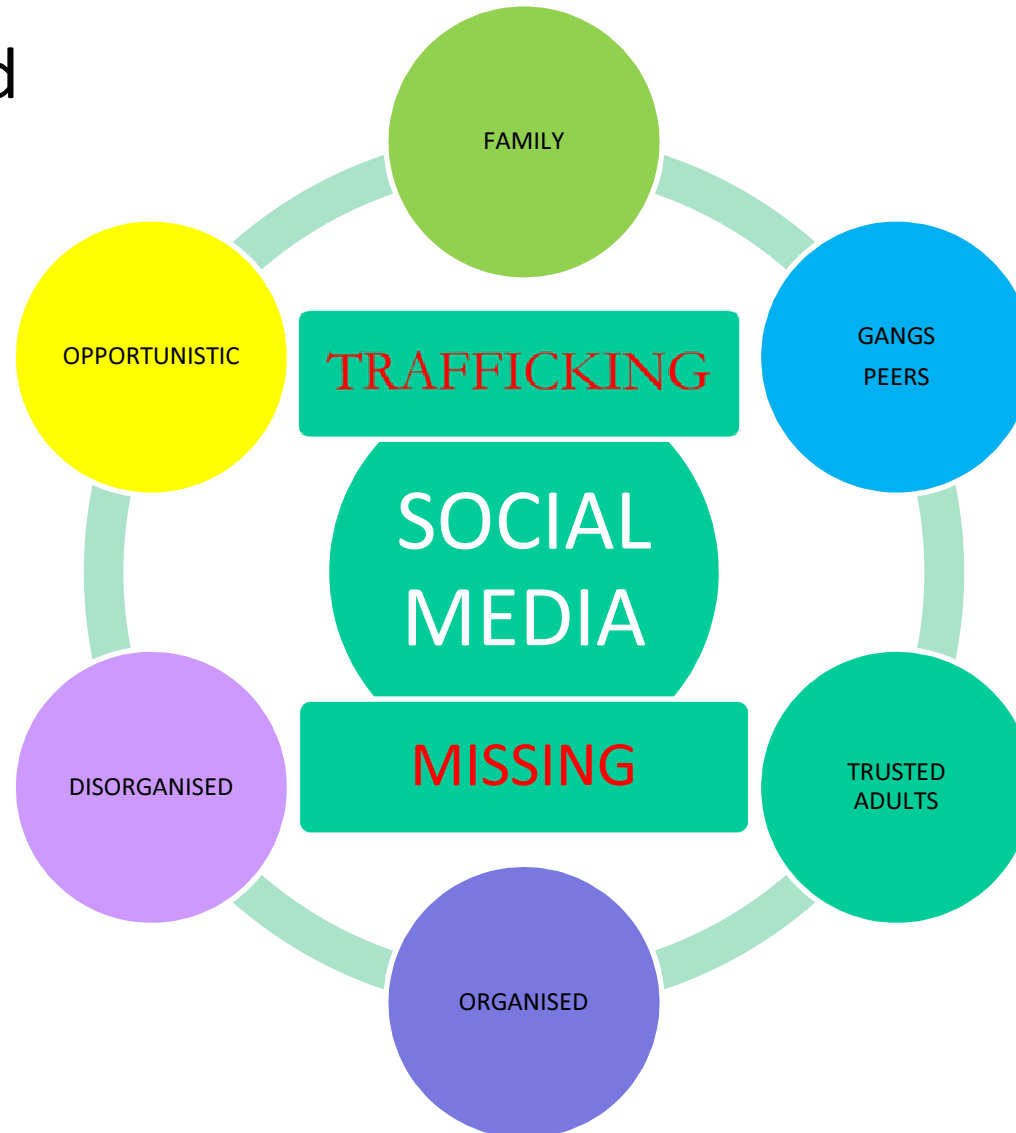 d
FAMILY
OPPORTUNISTIC
GANGS
PEERS
TRAFFICKING
SOCIAL
MEDIA
MISSING
DISORGANISED
TRUSTED
ADULTS
ORGANISED